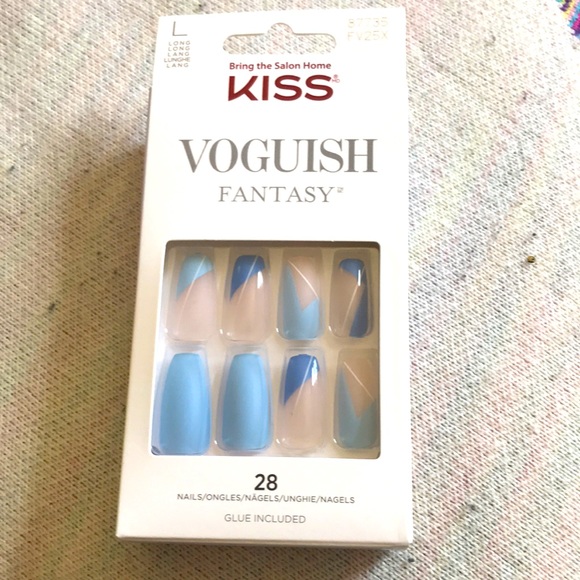 L
LONG
LONG
LANG
LUNGHE
LANG
Bring the Salon Home
KISS
VOGUISH
FANTASY
28
NAILS/ONGLES/NÄGELS/UNGHIE/NAGELS
GLUE INCLUDED